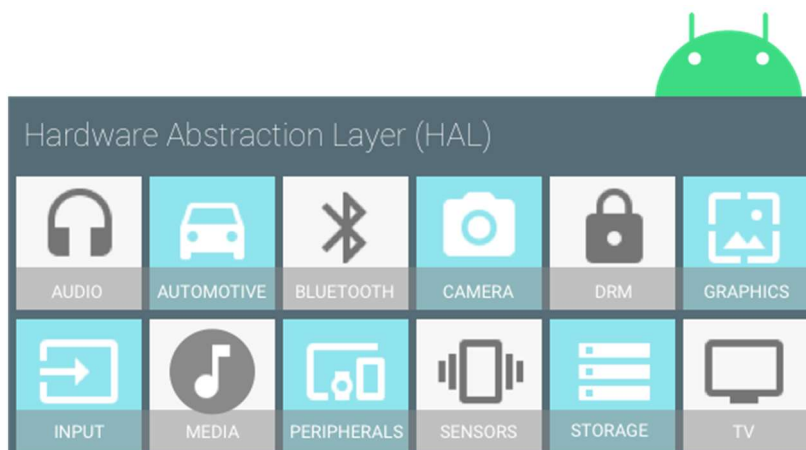 Hardware Abstraction Layer (HAL)
AUDIO AUTOMOTIVE BLUETOOTH CAMERA DRM GRAPHICS
INPUT MEDIA PERIPHERALS SENSORS STORAGE TV